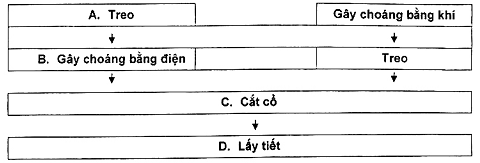 A. Treo
Gây choáng bằng khí
B. Gây choáng bằng điện
Treo
C. Cắt cổ
D. Lấy tiết